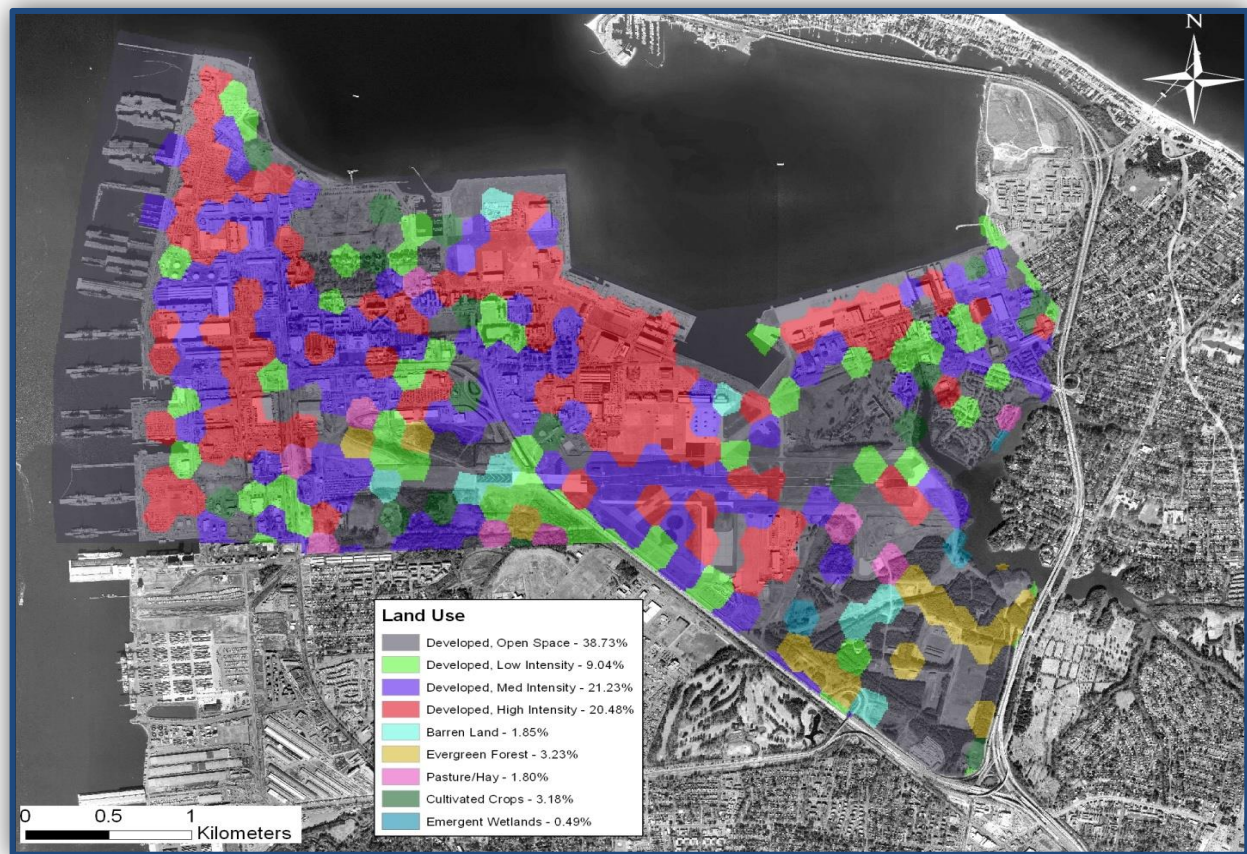 N
Land Use
Developed, Open Space - 38.73%
Developed, Low Intensity - 9.04%
Developed, Med Intensity - 21.23%
Developed, High Intensity - 20.48%
Barren Land - 1.85%
Evergreen Forest - 3.23%
Pasture/Hay - 1.80%
Cultivated Crops - 3.18%
Emergent Wetlands - 0.49%
0 0.5 1
Kilometers